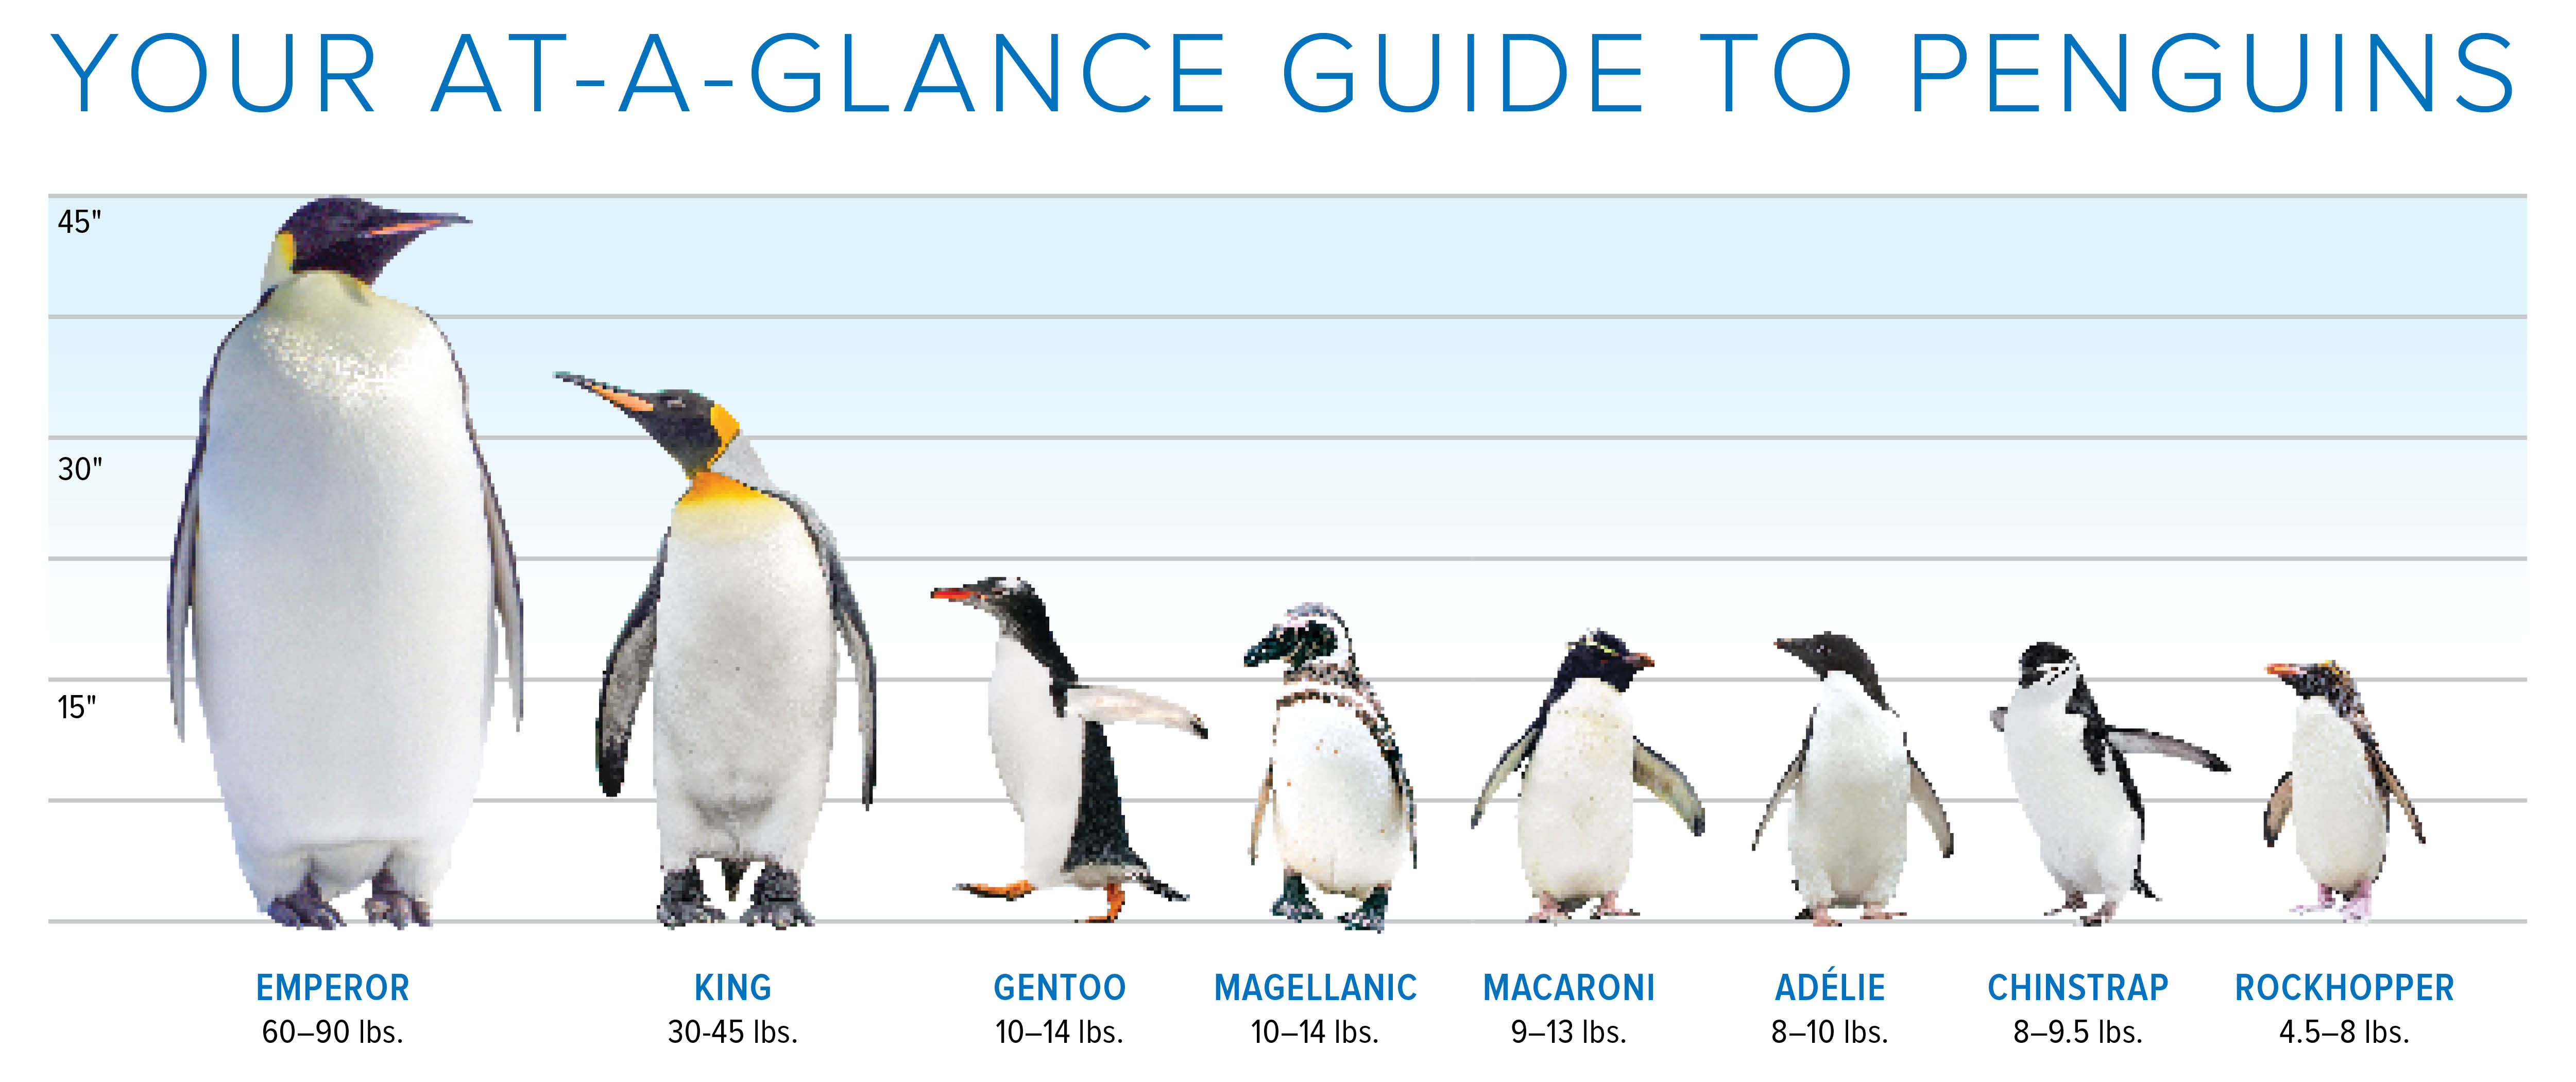 YOUR AT-A-GLANCE GUIDE TO PENGUINS
45"
30"
15"
EMPEROR KING GENTOO MAGELLANIC MACARONI ADÉLIE CHINSTRAP ROCKHOPPER
60–90 lbs. 30-45 lbs. 10–14 lbs. 10–14 lbs. 9–13 lbs. 8–10 lbs. 8–9.5 lbs. 4.5–8 lbs.